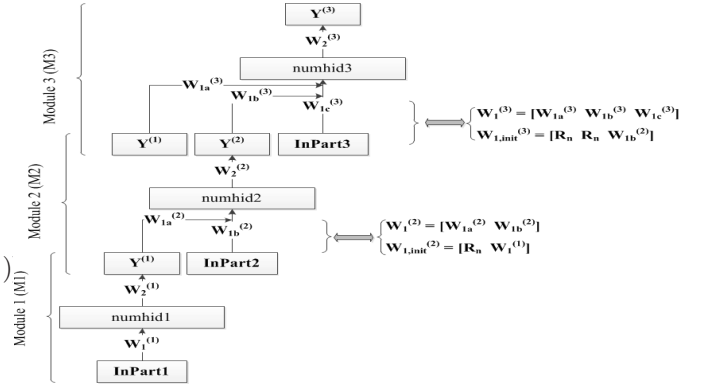 Y(3)
W2(3)
numhid3
W1a(3)
W1b(3)
W1c(3)
Y(1) Y(2) InPart3
W1(3) = [W1a(3) W1b(3) W1c(3)]
W1,init(3) = [Rn Rn W1b(2)]
Module 3 (M3)
W2(2)
numhid2
W1a(2)
W1b(2)
Y(1) InPart2
W1(2) = [W1a(2) W1b(2)]
W1,init(2) = [Rn W1(1)]
Module 2 (M2)
)
W2(1)
numhid1
W1(1)
InPart1
Module 1 (M1)